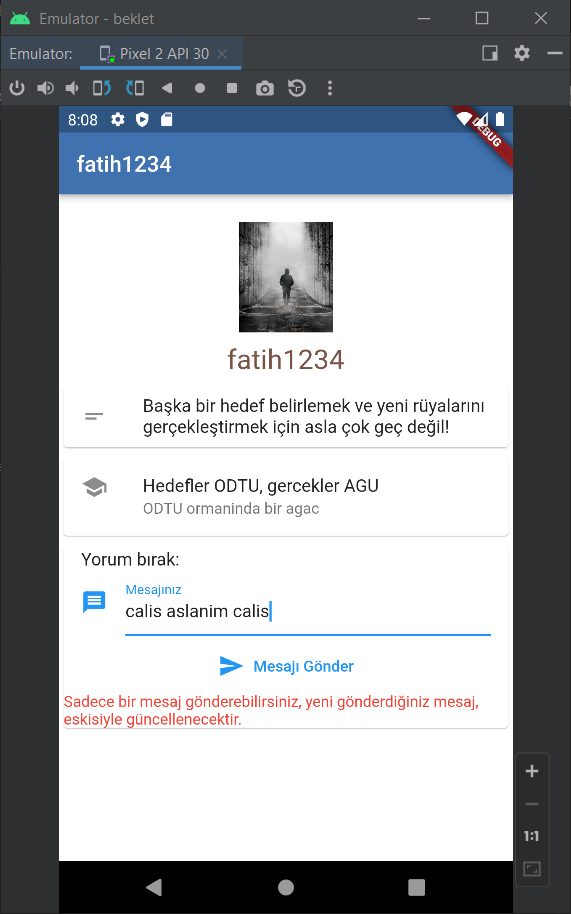 Emulator - beklet
Emulator: Pixel 2 API 30
8:08
DEBUG
fatih1234
fatih1234
Başka bir hedef belirlemek ve yeni rüyalarını
gerçekleştirmek için asla çok geç değil!
Hedefler ODTU, gercekler AGU
ODTU ormaninda bir agac
Yorum bırak:
Mesajınız
calis aslanim calis
Mesajı Gönder
Sadece bir mesaj gönderebilirsiniz, yeni gönderdiğiniz mesaj,
eskisiyle güncellenecektir.
1:1